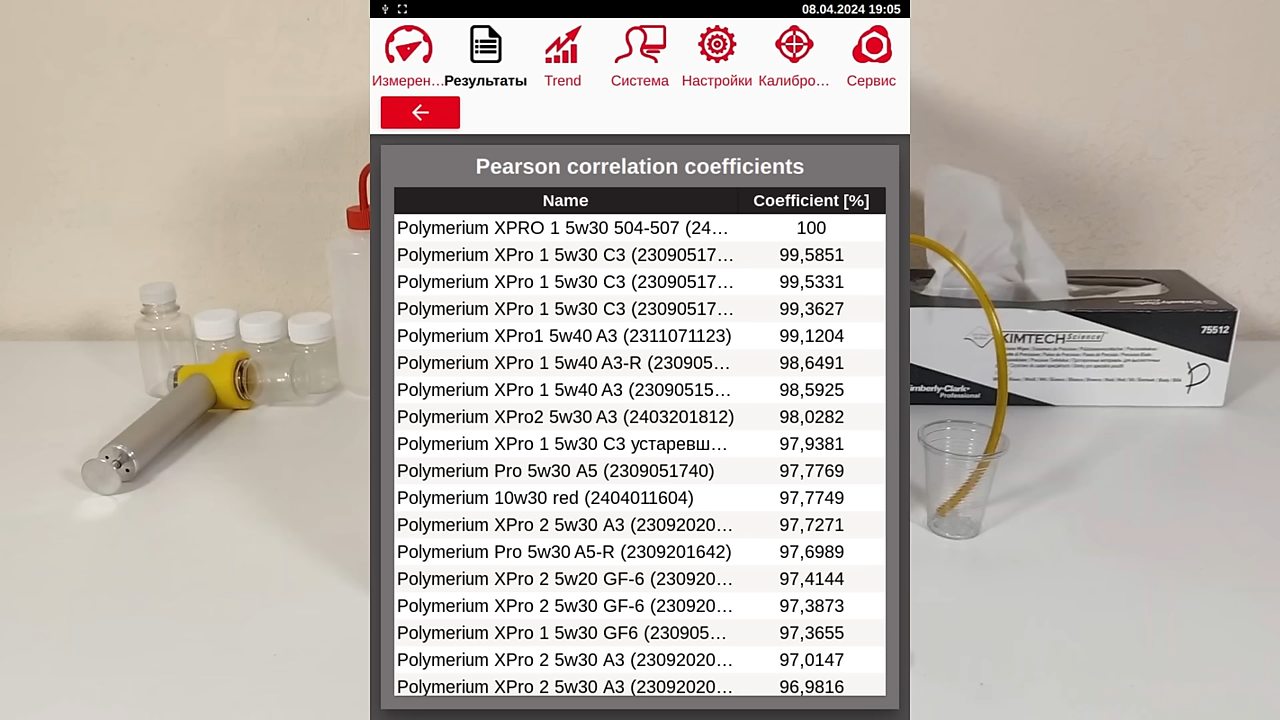 08.04.2024 19:05
Измерен... Результаты Trend Система Настройки Калибро... Сервис
Pearson correlation coefficients
Name Coefficient [%]
Polymerium XPRO 1 5w30 504-507 (24... 100
Polymerium XPro 1 5w30 C3 (23090517... 99,5851
Polymerium XPro 1 5w30 C3 (23090517... 99,5331
Polymerium XPro 1 5w30 C3 (23090517... 99,3627
Polymerium XPro1 5w40 A3 (2311071123) 99,1204
Polymerium XPro 1 5w40 A3-R (230905... 98,6491
Polymerium XPro 1 5w40 A3 (23090515... 98,5925
Polymerium XPro2 5w30 A3 (2403201812) 98,0282
Polymerium XPro 1 5w30 C3 устаревш... 97,9381
Polymerium Pro 5w30 A5 (2309051740) 97,7769
Polymerium 10w30 red (2404011604) 97,7749
Polymerium XPro 2 5w30 A3 (23092020... 97,7271
Polymerium Pro 5w30 A5-R (2309201642) 97,6989
Polymerium XPro 2 5w20 GF-6 (230920... 97,4144
Polymerium XPro 2 5w30 GF-6 (230920... 97,3873
Polymerium XPro 1 5w30 GF6 (230905... 97,3655
Polymerium XPro 2 5w30 A3 (23092020... 97,0147
Polymerium XPro 2 5w30 A3 (23092020... 96,9816
75512
KIMTECH Science
Kimberly-Clark
Professional